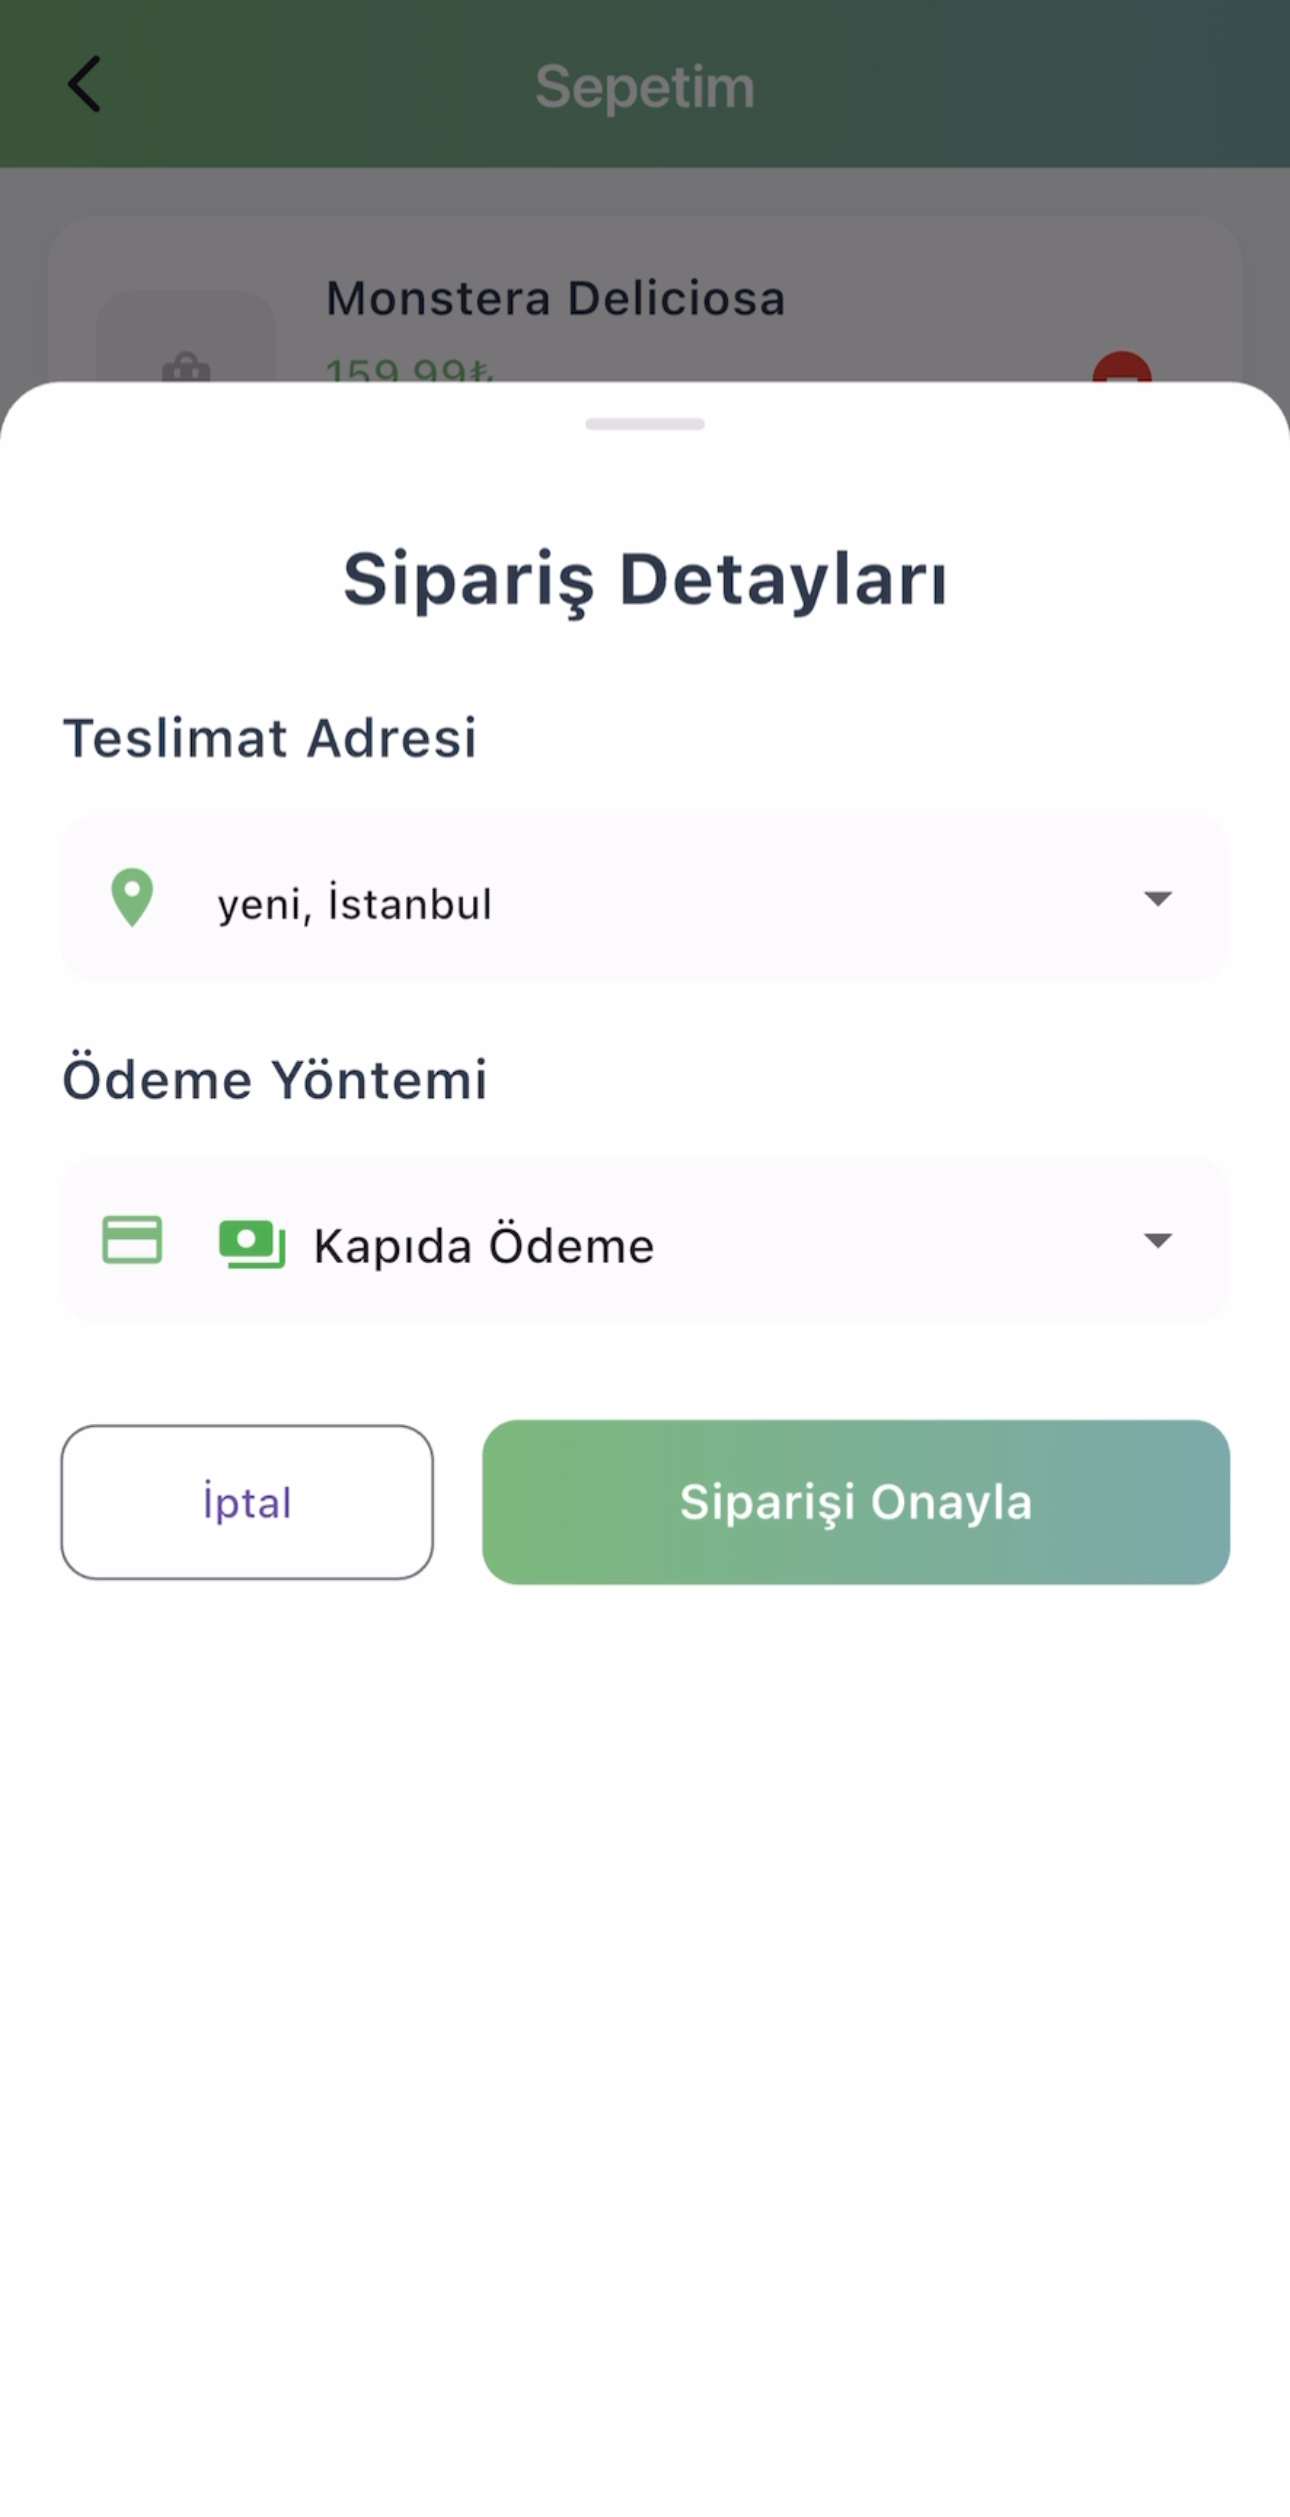 Sepetim
Monstera Deliciosa
159.99₺
Sipariş Detayları
Teslimat Adresi
yeni, İstanbul
Ödeme Yöntemi
Kapıda Ödeme
İptal
Siparişi Onayla